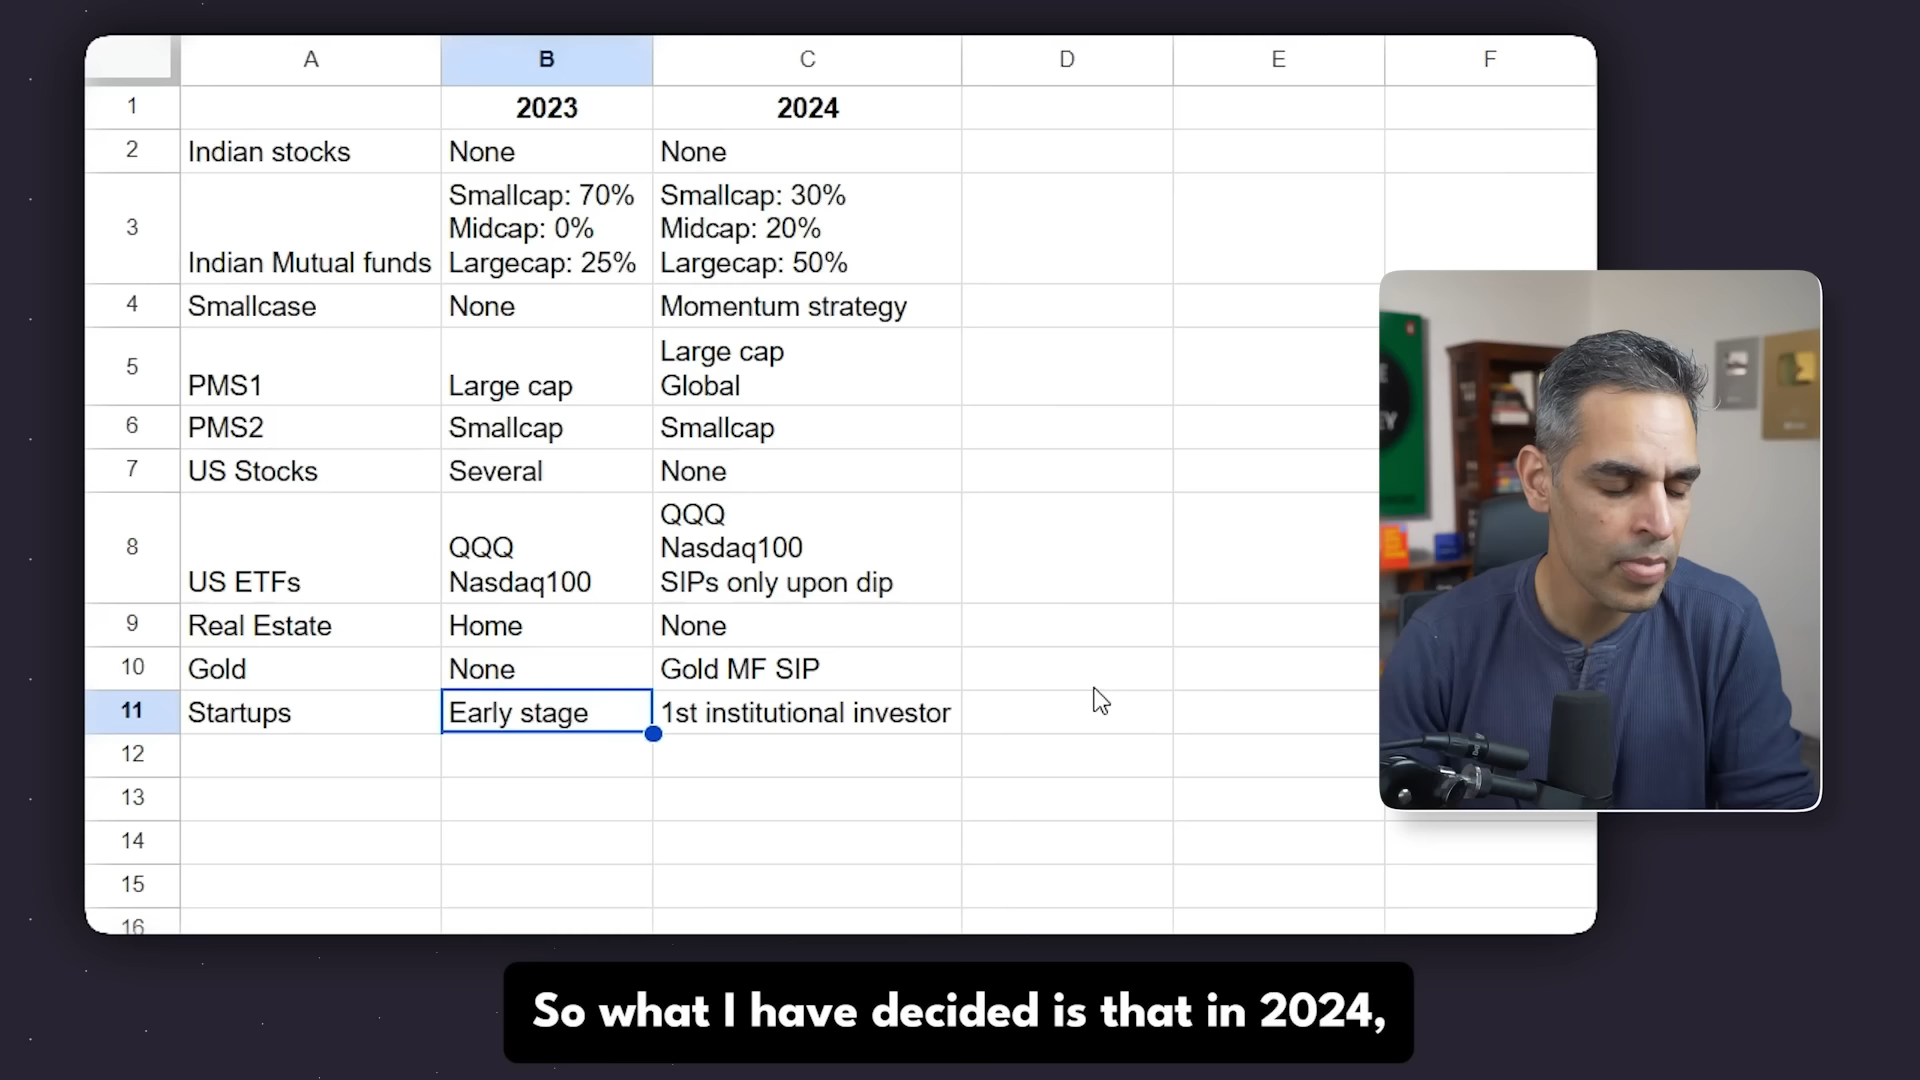 A B C D E F
1 2023 2024
2 Indian stocks None None
Smallcap: 70% Smallcap: 30%
3 Midcap: 0% Midcap: 20%
Indian Mutual funds Largecap: 25% Largecap: 50%
4 Smallcase None Momentum strategy
Large cap
5 PMS1 Large cap Global
6 PMS2 Smallcap Smallcap
7 US Stocks Several None
QQQ
8 QQQ Nasdaq100
US ETFs Nasdaq100 SIPs only upon dip
9 Real Estate Home None
10 Gold None Gold MF SIP
11 Startups Early stage 1st institutional investor
12
13
14
15
16
So what I have decided is that in 2024,